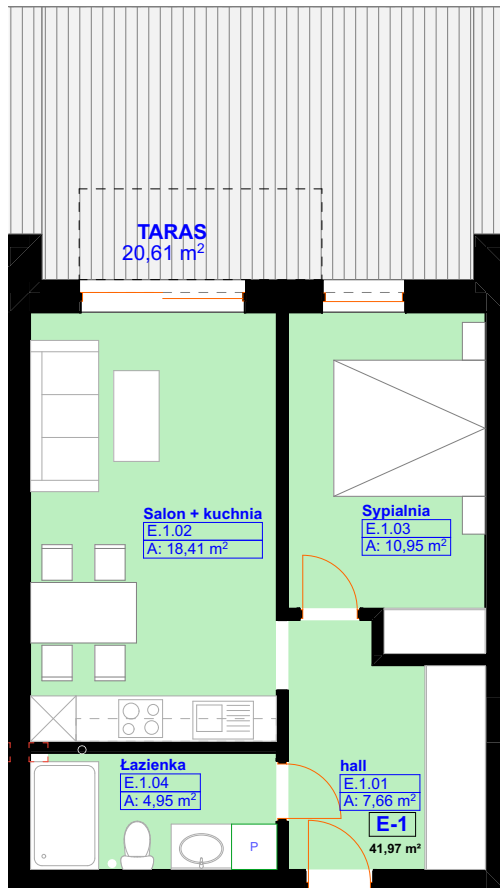 TARAS
20,61 m²
Salon + kuchnia
E.1.02
A: 18,41 m²
Sypialnia
E.1.03
A: 10,95 m²
Łazienka
E.1.04
A: 4,95 m²
hall
E.1.01
A: 7,66 m²
E-1
41,97 m²
P